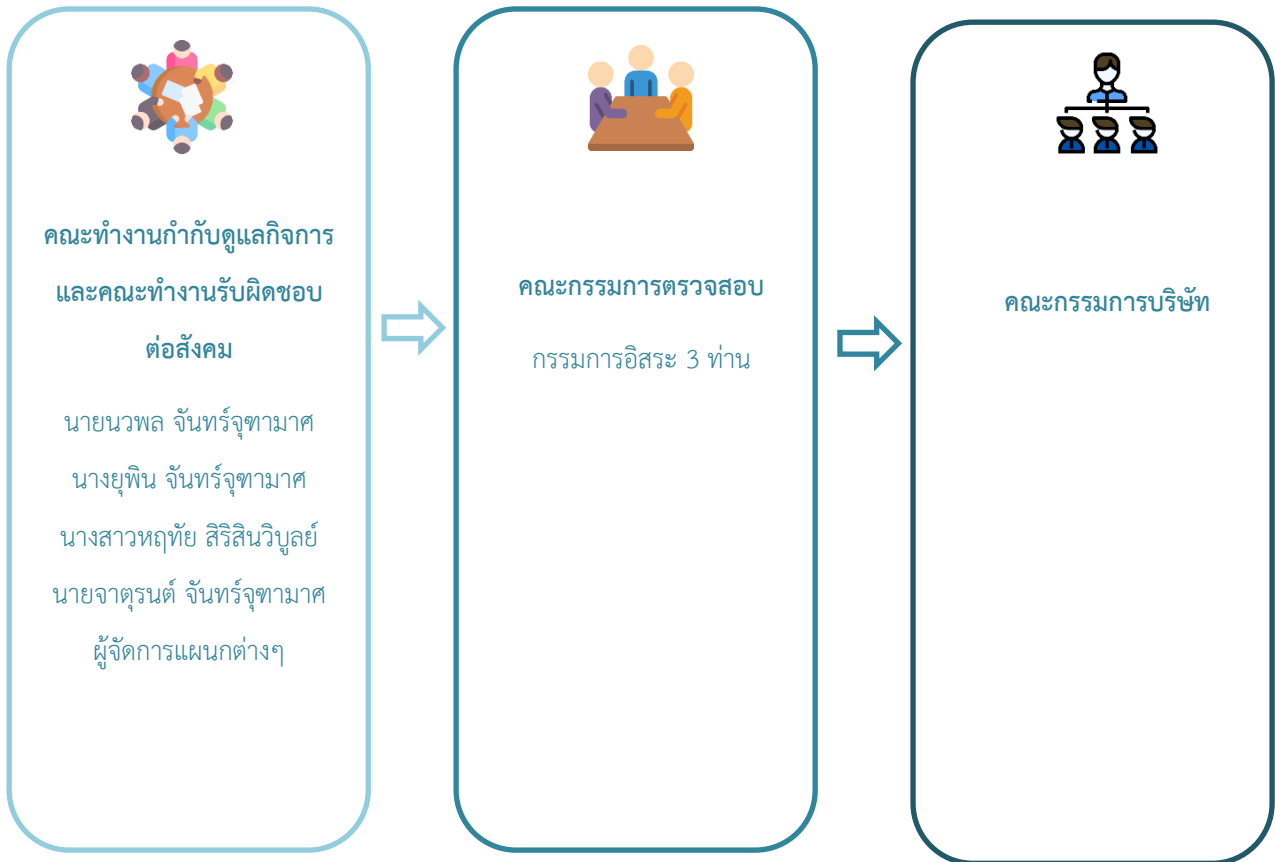 คณะทำงานกำกับดูแลกิจการ
และคณะทำงานรับผิดชอบ
ต่อสังคม
นายนวพล จันทร์จุฑามาศ
นางยุพิน จันทร์จุฑามาศ
นางสาวหฤทัย สิริสินวิบูลย์
นายจาตุรนต์ จันทร์จุฑามาศ
ผู้จัดการแผนกต่างๆ
คณะกรรมการตรวจสอบ
กรรมการอิสระ 3 ท่าน
คณะกรรมการบริษัท